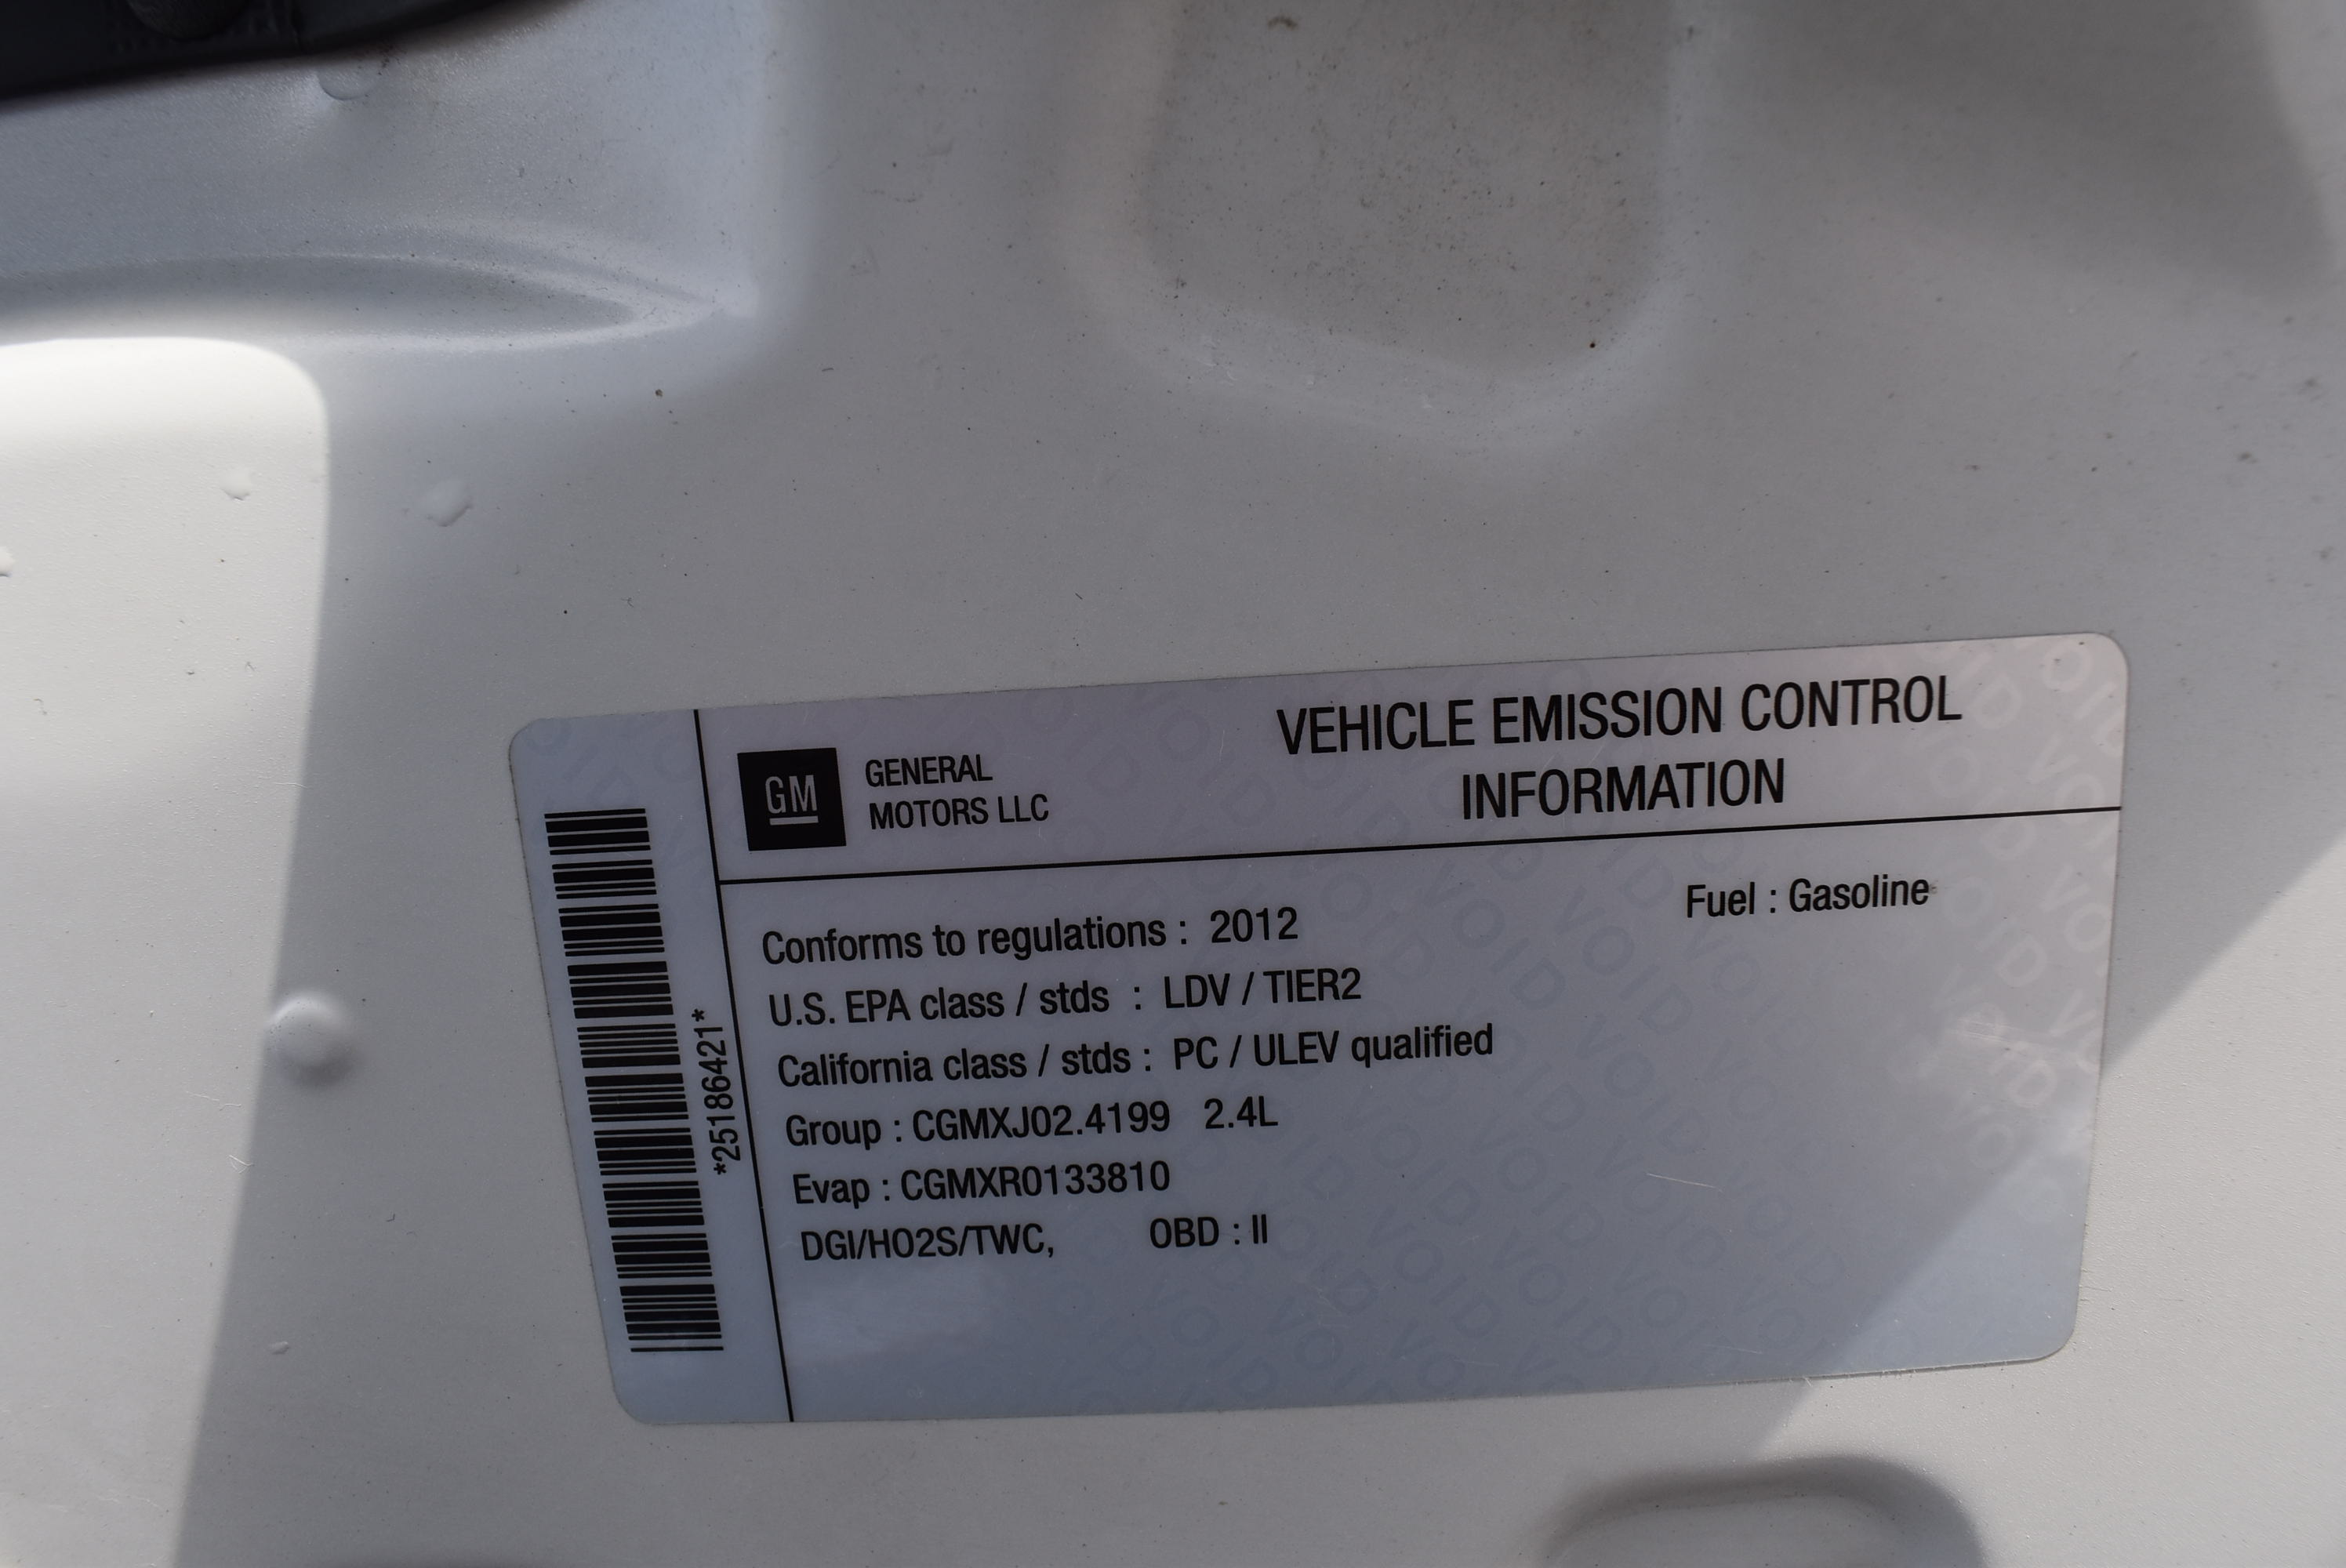 *25186421*
GM
GENERAL
MOTORS LLC
VEHICLE EMISSION CONTROL
INFORMATION
Fuel : Gasoline
Conforms to regulations : 2012
U.S. EPA class / stds : LDV / TIER2
California class / stds : PC / ULEV qualified
Group : CGMXJ02.4199 2.4L
Evap : CGMXR0133810
DGI/HO2S/TWC, OBD : II